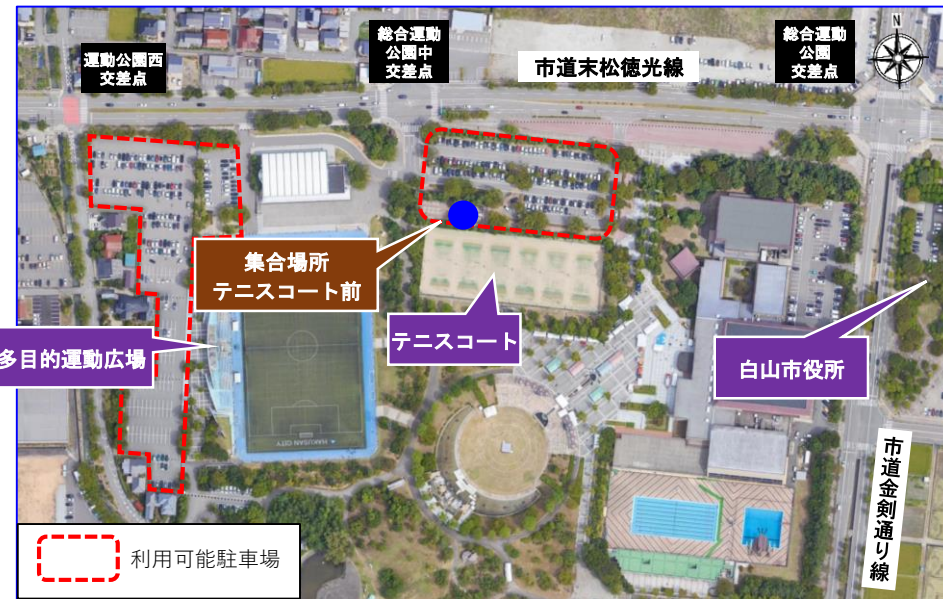 運動公園西
交差点
総合運動
公園中
交差点
市道末松徳光線
総合運動
公園
交差点
N
集合場所
テニスコート前
テニスコート
多目的運動広場
白山市役所
市道金剣通り線
HAKUSAN CITY
利用可能駐車場